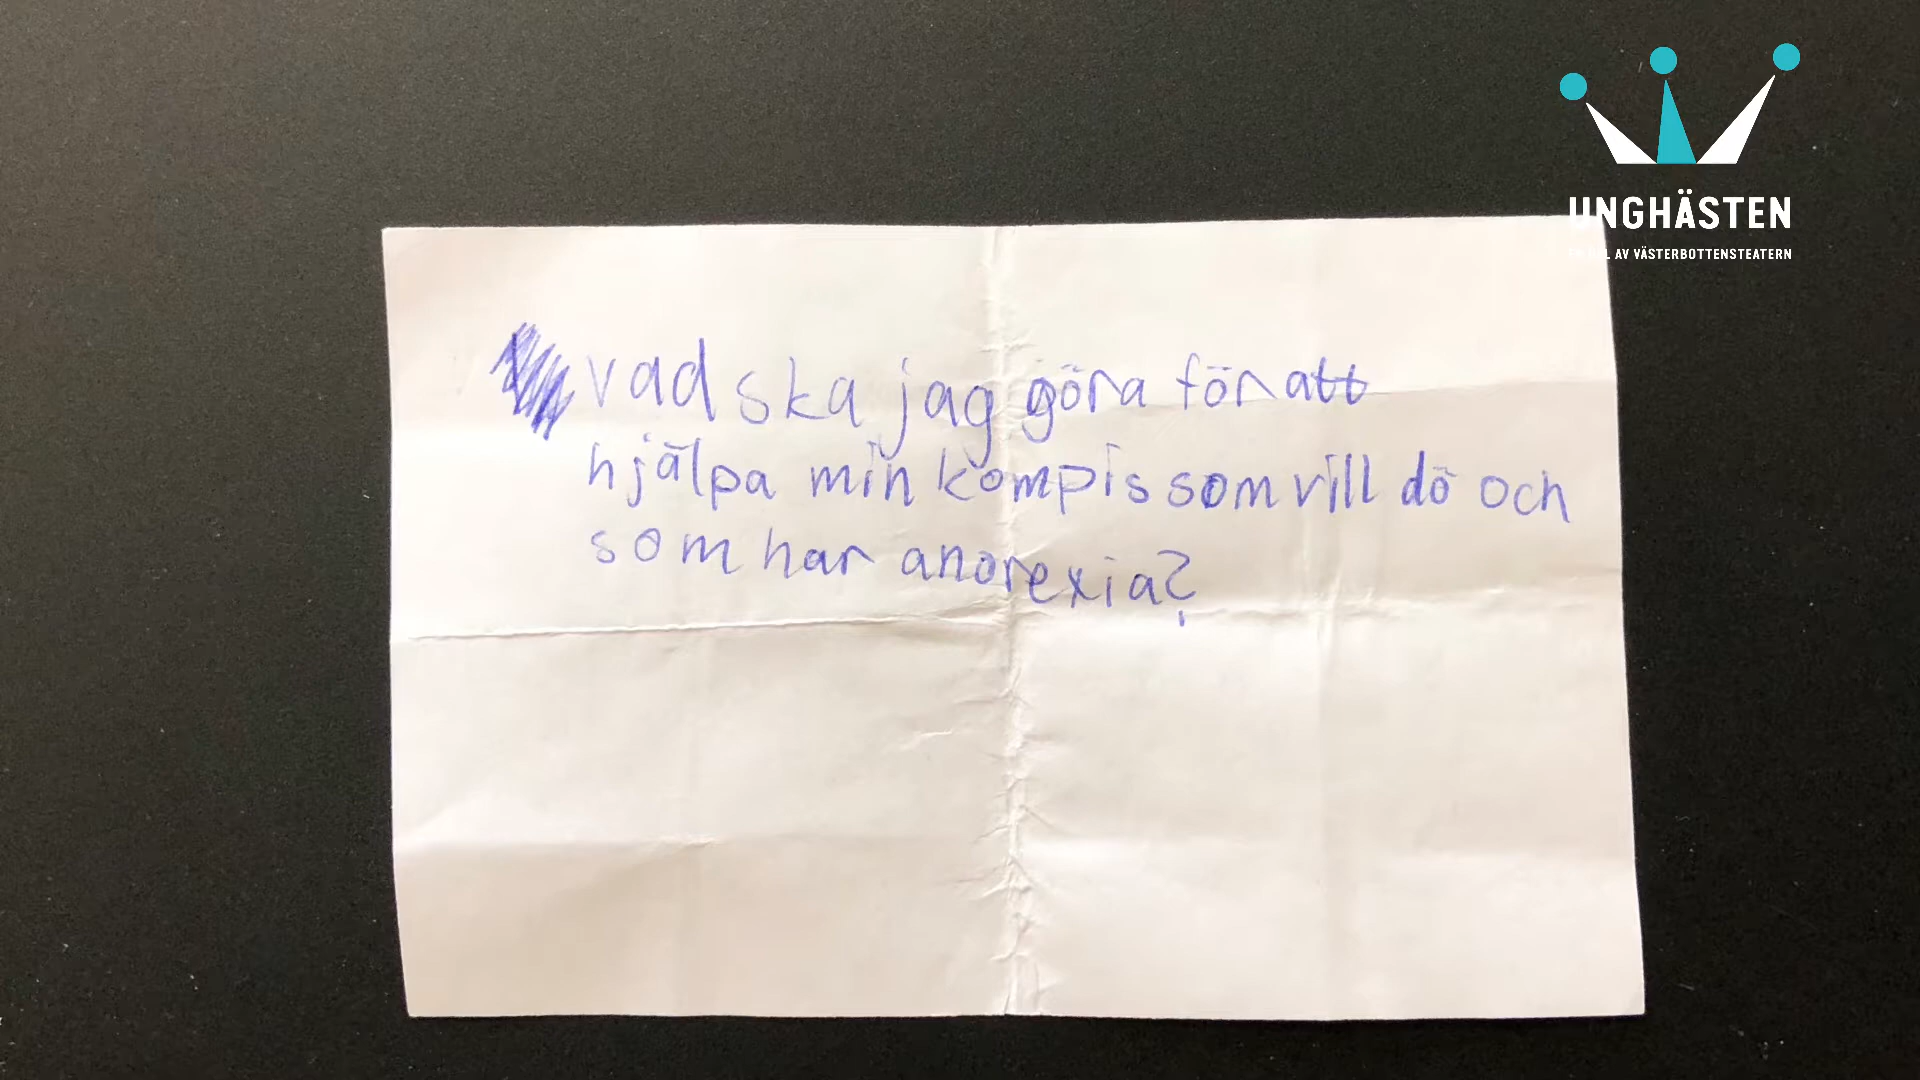 UNGHÄSTEN
AV VÄSTERBOTTENSTEATERN
vad ska jag göra för att
hjälpa min kompis som vill dö och
som har anorexia?